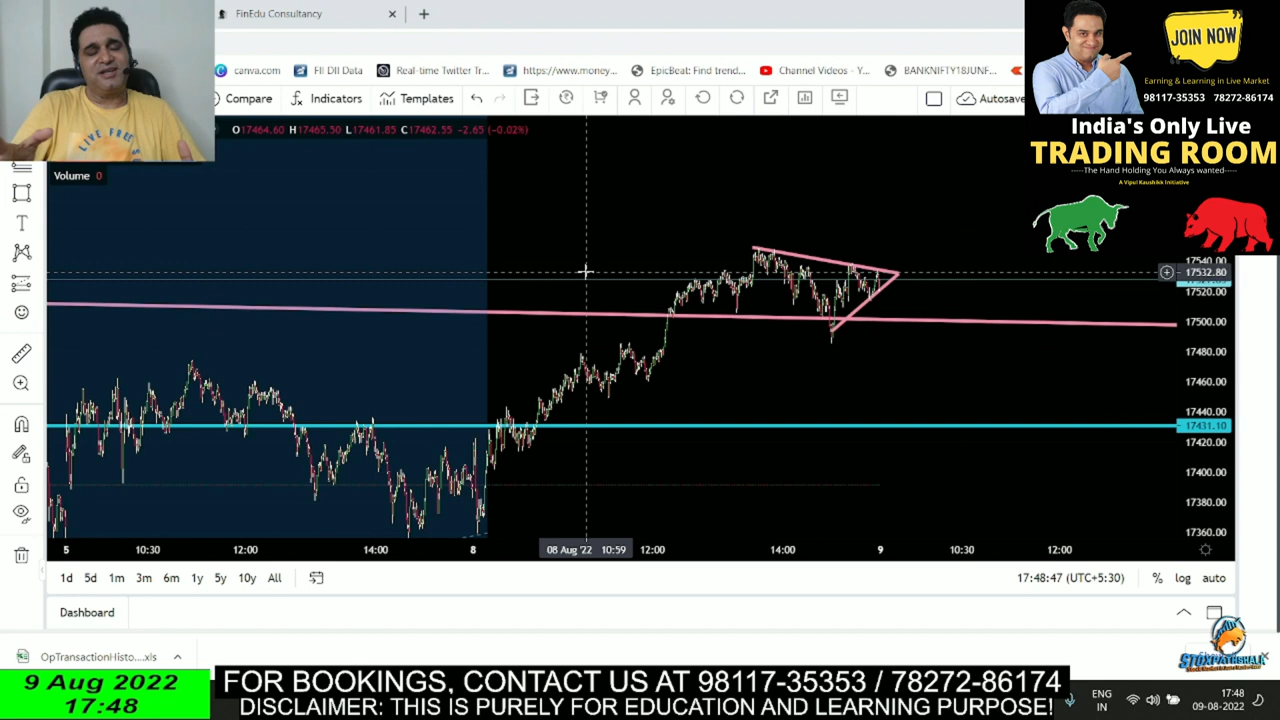 FinEdu Consultancy
canva.com
FII DII Data
Real-time Twitter Tr...
https://www.money...
EpicBeat: Find trend...
Channel Videos - Y...
BANKNIFTY18JUNF...
Compare
Indicators
Templates
Autosave
O17464.60 H17465.50 L17461.85 C17462.55 -2.65 (-0.02%)
Volume 0
LIVE FREE
JOIN NOW
Earning & Learning in Live Market
98117-35353 78272-86174
India's Only Live
TRADING ROOM
-----The Hand Holding You Always wanted-----
A Vipul Kaushikk Initiative
17540.00
17532.80
17520.00
17500.00
17480.00
17460.00
17440.00
17431.10
17420.00
17400.00
17380.00
17360.00
5
10:30
12:00
14:00
8
08 Aug '22 10:59
12:00
14:00
9
10:30
12:00
1d 5d 1m 3m 6m 1y 5y 10y All
17:48:47 (UTC+5:30)
% log auto
Dashboard
OpTransactionHisto....xls
STOXPATHSHALA
9 Aug 2022
17:48
FOR BOOKINGS, CONTACT US AT 98117-35353 / 78272-86174
DISCLAIMER: THIS IS PURELY FOR EDUCATION AND LEARNING PURPOSE!
ENG
IN
17:48
09-08-2022